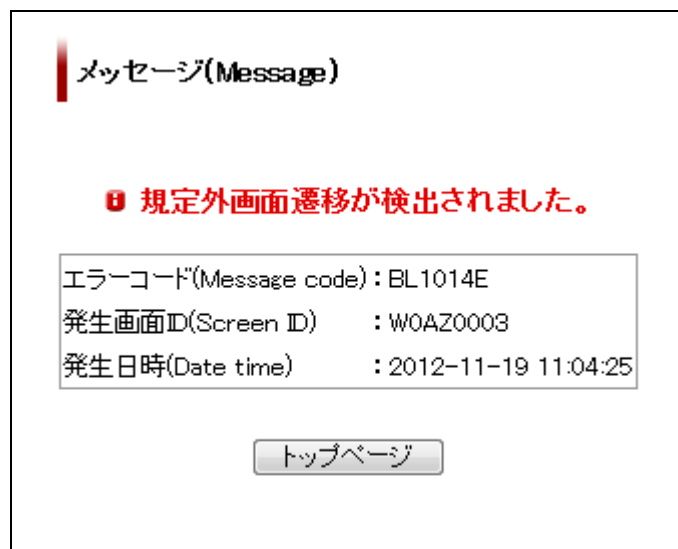 メッセージ(Message)
規定外画面遷移が検出されました。
エラーコード(Message code):BL1014E
発生画面ID(Screen ID):W0AZ0003
発生日時(Date time):2012-11-19 11:04:25
トップページ